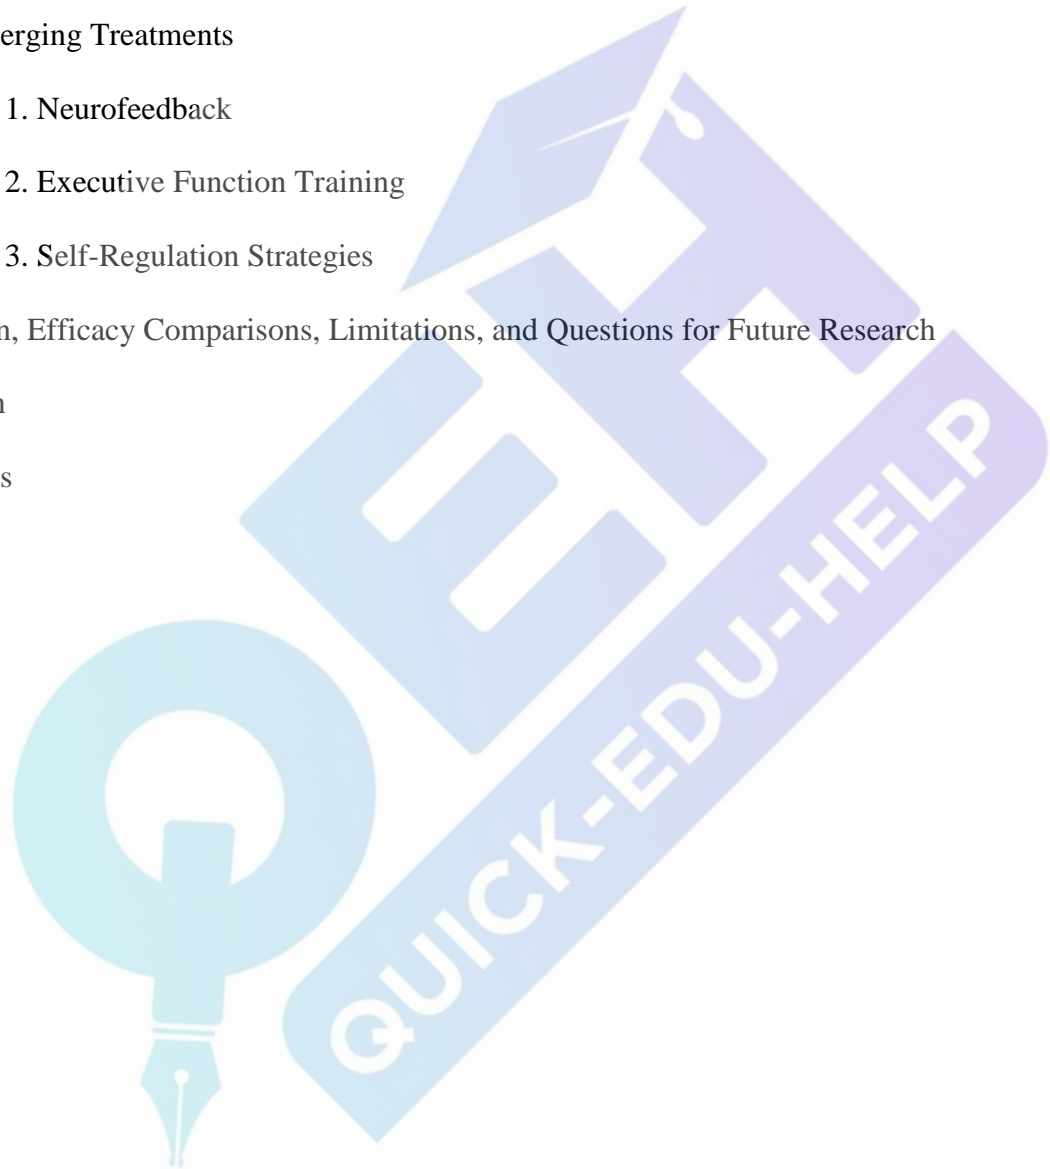 erging Treatments
1. Neurofeedback
2. Executive Function Training
3. Self-Regulation Strategies
n, Efficacy Comparisons, Limitations, and Questions for Future Research
n
s
QEH
QUICK-EDU-HELP